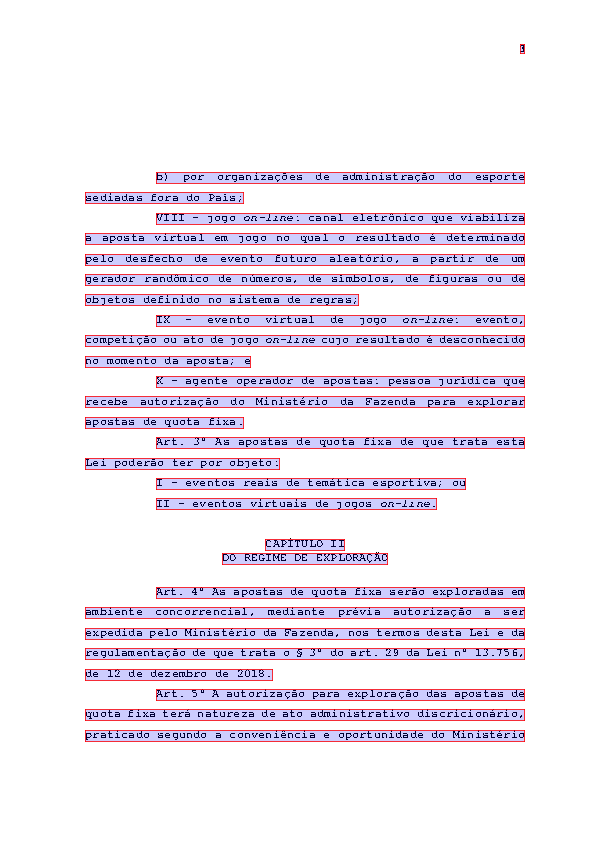 3
b) por organizações de administração do esporte
sediadas fora do País;
VIII – jogo on-line: canal eletrônico que viabiliza
a aposta virtual em jogo no qual o resultado é determinado
pelo desfecho de evento futuro aleatório, a partir de um
gerador randômico de números, de símbolos, de figuras ou de
objetos definido no sistema de regras;
IX – evento virtual de jogo on-line: evento,
competição ou ato de jogo on-line cujo resultado é desconhecido
no momento da aposta; e
X – agente operador de apostas: pessoa jurídica que
recebe autorização do Ministério da Fazenda para explorar
apostas de quota fixa.
Art. 3º As apostas de quota fixa de que trata esta
Lei poderão ter por objeto:
I – eventos reais de temática esportiva; ou
II – eventos virtuais de jogos on-line.
CAPÍTULO II
DO REGIME DE EXPLORAÇÃO
Art. 4º As apostas de quota fixa serão exploradas em
ambiente concorrencial, mediante prévia autorização a ser
expedida pelo Ministério da Fazenda, nos termos desta Lei e da
regulamentação de que trata o § 3º do art. 29 da Lei nº 13.756,
de 12 de dezembro de 2018.
Art. 5º A autorização para exploração das apostas de
quota fixa terá natureza de ato administrativo discricionário,
praticado segundo a conveniência e oportunidade do Ministério